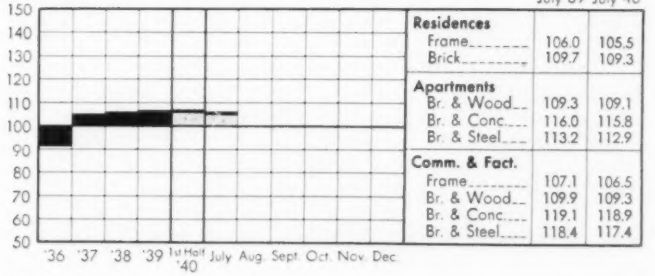 July '39 July '40
150
140
130
120
110
100
90
80
70
60
50
'36 '37 '38 '39 1st Half '40 July Aug. Sept. Oct. Nov. Dec.
Residences
Frame 106.0 105.5
Brick 109.7 109.3
Apartments
Br. & Wood 109.3 109.1
Br. & Conc. 116.0 115.8
Br. & Steel 113.2 112.9
Comm. & Fact.
Frame 107.1 106.5
Br. & Wood 109.9 109.3
Br. & Conc. 119.1 118.9
Br. & Steel 118.4 117.4